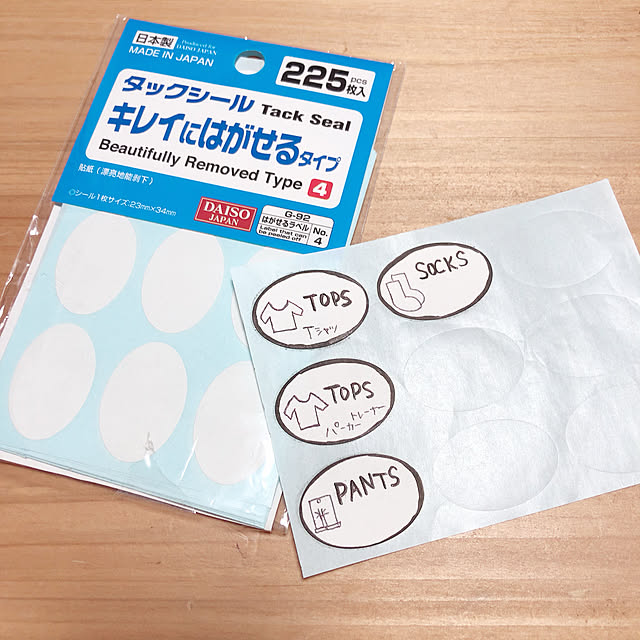 日本製
Produced for
DAISO JAPAN
MADE IN JAPAN
225 pcs
枚入
タックシール Tack Seal
キレイにはがせるタイプ
Beautifully Removed Type 4
貼紙(漂亮地能剥下)
○シール1枚サイズ:23mm×34mm
DAISO
JAPAN
G-92
はがせるラベル
Label that can
be peeled off
No.
4
TOPS
Tシャツ
SOCKS
TOPS
トレーナー
パーカー
PANTS